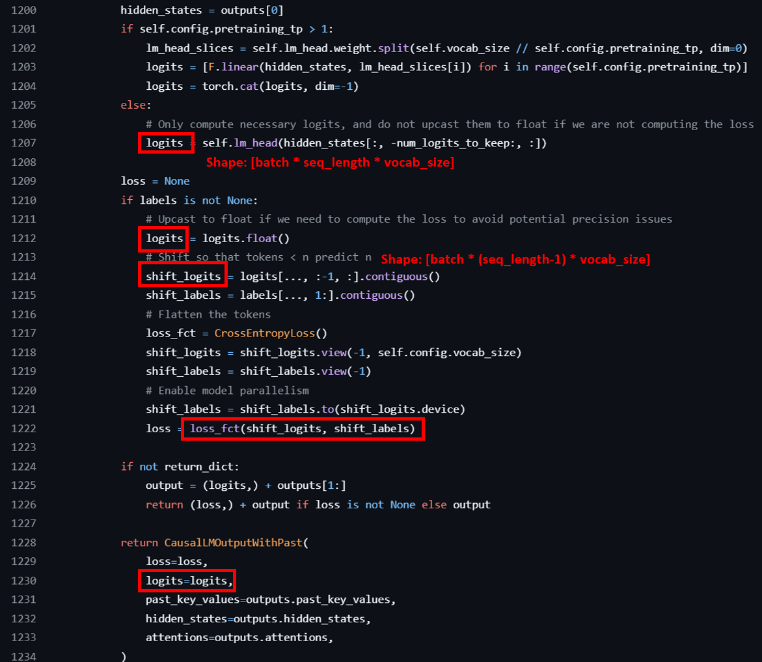 1200 hidden_states = outputs[0]
1201 if self.config.pretraining_tp > 1:
1202 lm_head_slices = self.lm_head.weight.split(self.vocab_size // self.config.pretraining_tp, dim=0)
1203 logits = [F.linear(hidden_states, lm_head_slices[i]) for i in range(self.config.pretraining_tp)]
1204 logits = torch.cat(logits, dim=-1)
1205 else:
1206 # Only compute necessary logits, and do not upcast them to float if we are not computing the loss
1207 logits = self.lm_head(hidden_states[:, -num_logits_to_keep:, :])
1208 Shape: [batch * seq_length * vocab_size]
1209 loss = None
1210 if labels is not None:
1211 # Upcast to float if we need to compute the loss to avoid potential precision issues
1212 logits = logits.float()
1213 # Shift so that tokens < n predict n Shape: [batch * (seq_length-1) * vocab_size]
1214 shift_logits = logits[..., :-1, :].contiguous()
1215 shift_labels = labels[..., 1:].contiguous()
1216 # Flatten the tokens
1217 loss_fct = CrossEntropyLoss()
1218 shift_logits = shift_logits.view(-1, self.config.vocab_size)
1219 shift_labels = shift_labels.view(-1)
1220 # Enable model parallelism
1221 shift_labels = shift_labels.to(shift_logits.device)
1222 loss = loss_fct(shift_logits, shift_labels)
1223
1224 if not return_dict:
1225 output = (logits,) + outputs[1:]
1226 return (loss,) + output if loss is not None else output
1227
1228 return CausalLMOutputWithPast(
1229 loss=loss,
1230 logits=logits,
1231 past_key_values=outputs.past_key_values,
1232 hidden_states=outputs.hidden_states,
1233 attentions=outputs.attentions,
1234 )